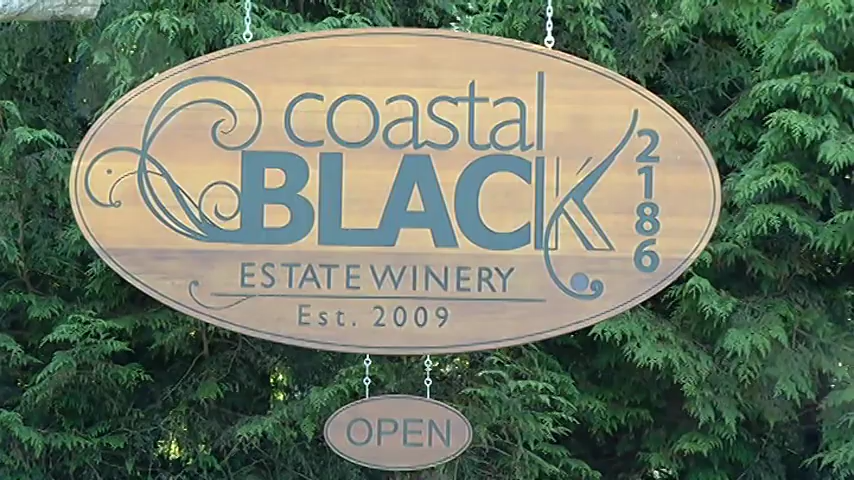 coastal
BLACK
2186
ESTATE WINERY
Est. 2009
OPEN